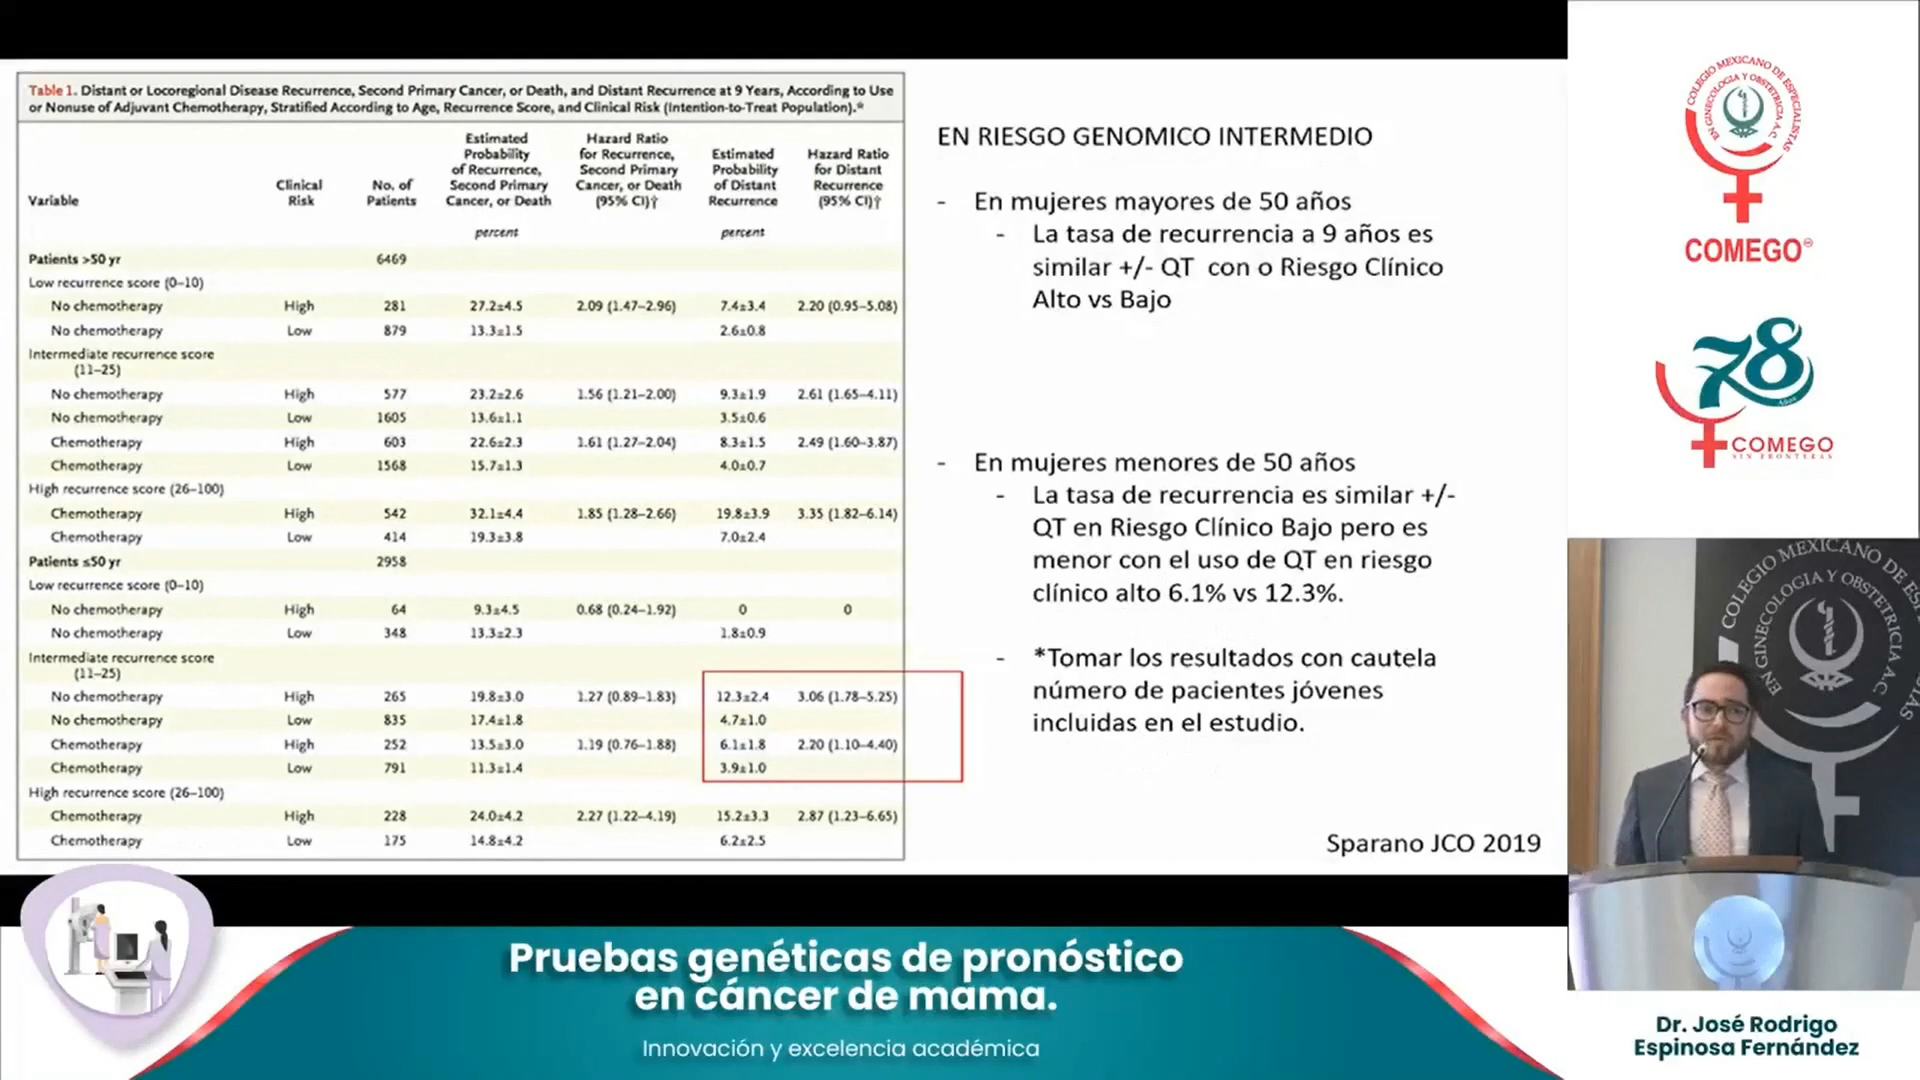 Table 1. Distant or Locoregional Disease Recurrence, Second Primary Cancer, or Death, and Distant Recurrence at 9 Years, According to Use
or Nonuse of Adjuvant Chemotherapy, Stratified According to Age, Recurrence Score, and Clinical Risk (Intention-to-Treat Population).*
Variable
Clinical
Risk
No. of
Patients
Estimated
Probability
of Recurrence,
Second Primary
Cancer, or Death
Hazard Ratio
for Recurrence,
Second Primary
Cancer, or Death
(95% CI)†
Estimated
Probability
of Distant
Recurrence
Hazard Ratio
for Distant
Recurrence
(95% CI)†
percent
percent
Patients >50 yr 6469
Low recurrence score (0–10)
No chemotherapy High 281 27.2±4.5 2.09 (1.47–2.96) 7.4±3.4 2.20 (0.95–5.08)
No chemotherapy Low 879 13.3±1.5 2.6±0.8
Intermediate recurrence score
(11–25)
No chemotherapy High 577 23.2±2.6 1.56 (1.21–2.00) 9.3±1.9 2.61 (1.65–4.11)
No chemotherapy Low 1605 13.6±1.1 3.5±0.6
Chemotherapy High 603 22.6±2.3 1.61 (1.27–2.04) 8.3±1.5 2.49 (1.60–3.87)
Chemotherapy Low 1568 15.7±1.3 4.0±0.7
High recurrence score (26–100)
Chemotherapy High 542 32.1±4.4 1.85 (1.28–2.66) 19.8±3.9 3.35 (1.82–6.14)
Chemotherapy Low 414 19.3±3.8 7.0±2.4
Patients ≤50 yr 2958
Low recurrence score (0–10)
No chemotherapy High 64 9.3±4.5 0.68 (0.24–1.92) 0 0
No chemotherapy Low 348 13.3±2.3 1.8±0.9
Intermediate recurrence score
(11–25)
No chemotherapy High 265 19.8±3.0 1.27 (0.89–1.83) 12.3±2.4 3.06 (1.78–5.25)
No chemotherapy Low 835 17.4±1.8 4.7±1.0
Chemotherapy High 252 13.5±3.0 1.19 (0.76–1.88) 6.1±1.8 2.20 (1.10–4.40)
Chemotherapy Low 791 11.3±1.4 3.9±1.0
High recurrence score (26–100)
Chemotherapy High 228 24.0±4.2 2.27 (1.22–4.19) 15.2±3.3 2.87 (1.23–6.65)
Chemotherapy Low 175 14.8±4.2 6.2±2.5
EN RIESGO GENOMICO INTERMEDIO
- En mujeres mayores de 50 años
- La tasa de recurrencia a 9 años es
similar +/- QT con o Riesgo Clínico
Alto vs Bajo
- En mujeres menores de 50 años
- La tasa de recurrencia es similar +/-
QT en Riesgo Clínico Bajo pero es
menor con el uso de QT en riesgo
clínico alto 6.1% vs 12.3%.
- *Tomar los resultados con cautela
número de pacientes jóvenes
incluidas en el estudio.
Sparano JCO 2019
COLEGIO MEXICANO DE ESPECIALISTAS
EN GINECOLOGIA Y OBSTETRICIA A.C.
COMEGO
78
Años
COMEGO
SIN FRONTERAS
COLEGIO MEXICANO DE ESPECIALISTAS
EN GINECOLOGIA Y OBSTETRICIA A.C.
Pruebas genéticas de pronóstico
en cáncer de mama.
Innovación y excelencia académica
Dr. José Rodrigo
Espinosa Fernández